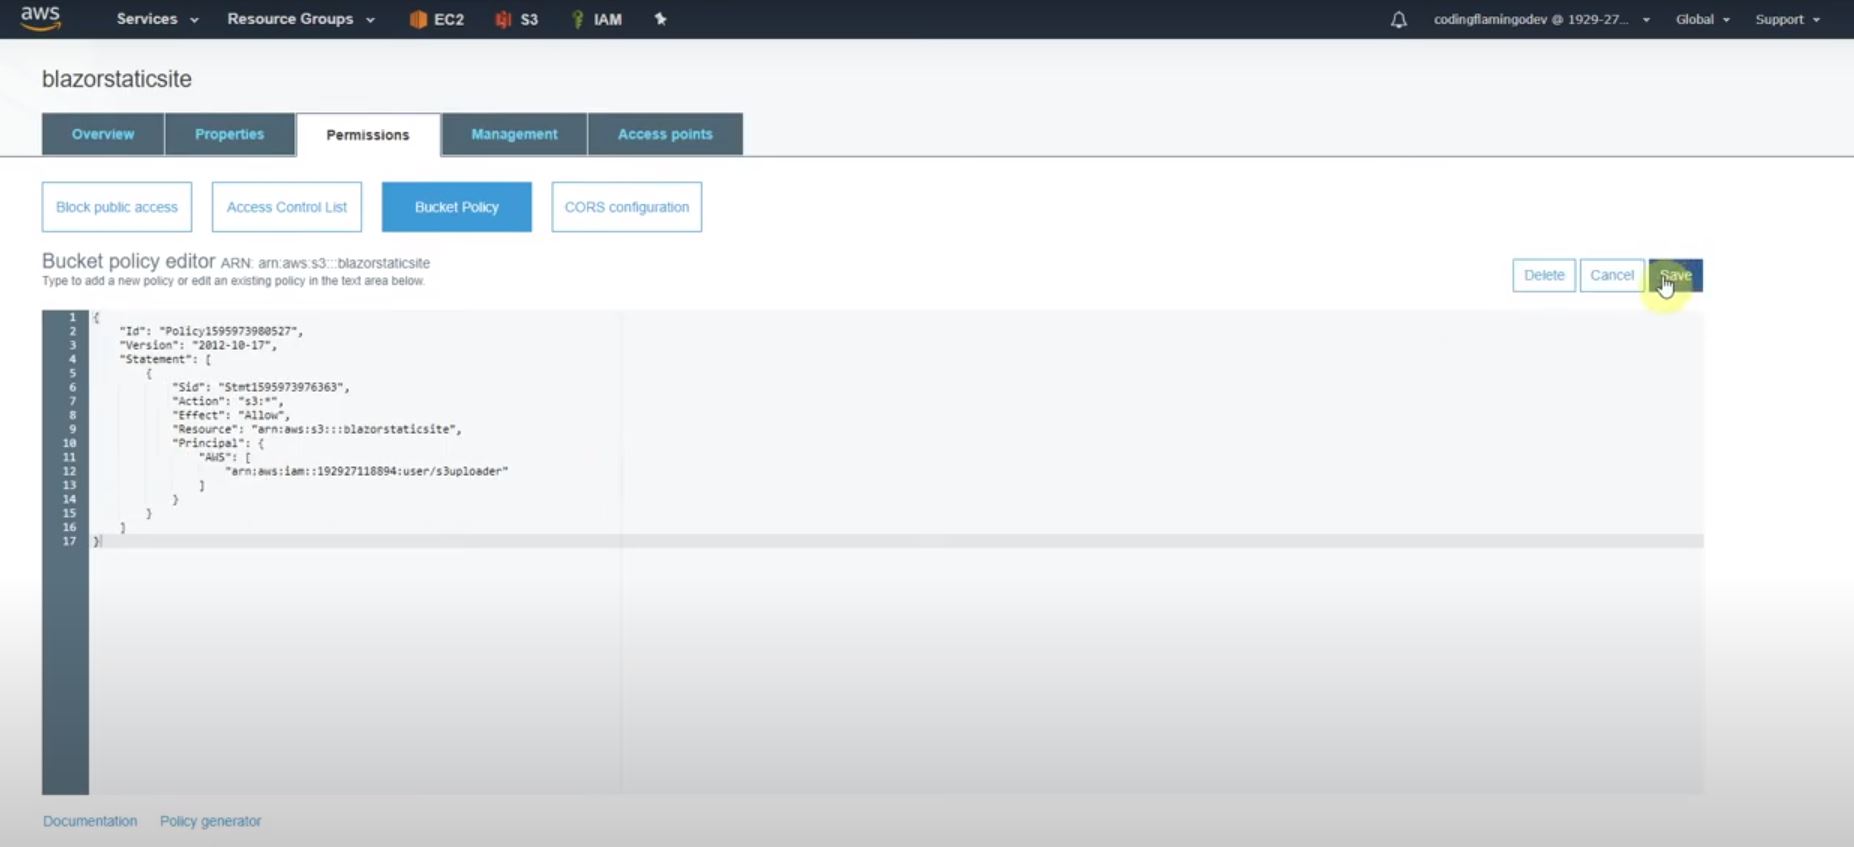 aws Services Resource Groups EC2 S3 IAM codingflamingodev @ 1929-27... Global Support
blazorstaticsite
Overview Properties Permissions Management Access points
Block public access Access Control List Bucket Policy CORS configuration
Bucket policy editor ARN: arn:aws:s3:::blazorstaticsite
Type to add a new policy or edit an existing policy in the text area below.
Delete Cancel Save
1 {
2 "Id": "Policy1595973980527",
3 "Version": "2012-10-17",
4 "Statement": [
5 {
6 "Sid": "Stmt1595973976363",
7 "Action": "s3:*",
8 "Effect": "Allow",
9 "Resource": "arn:aws:s3:::blazorstaticsite",
10 "Principal": {
11 "AWS": [
12 "arn:aws:iam::192927118894:user/s3uploader"
13 ]
14 }
15 }
16 ]
17 }
Documentation Policy generator